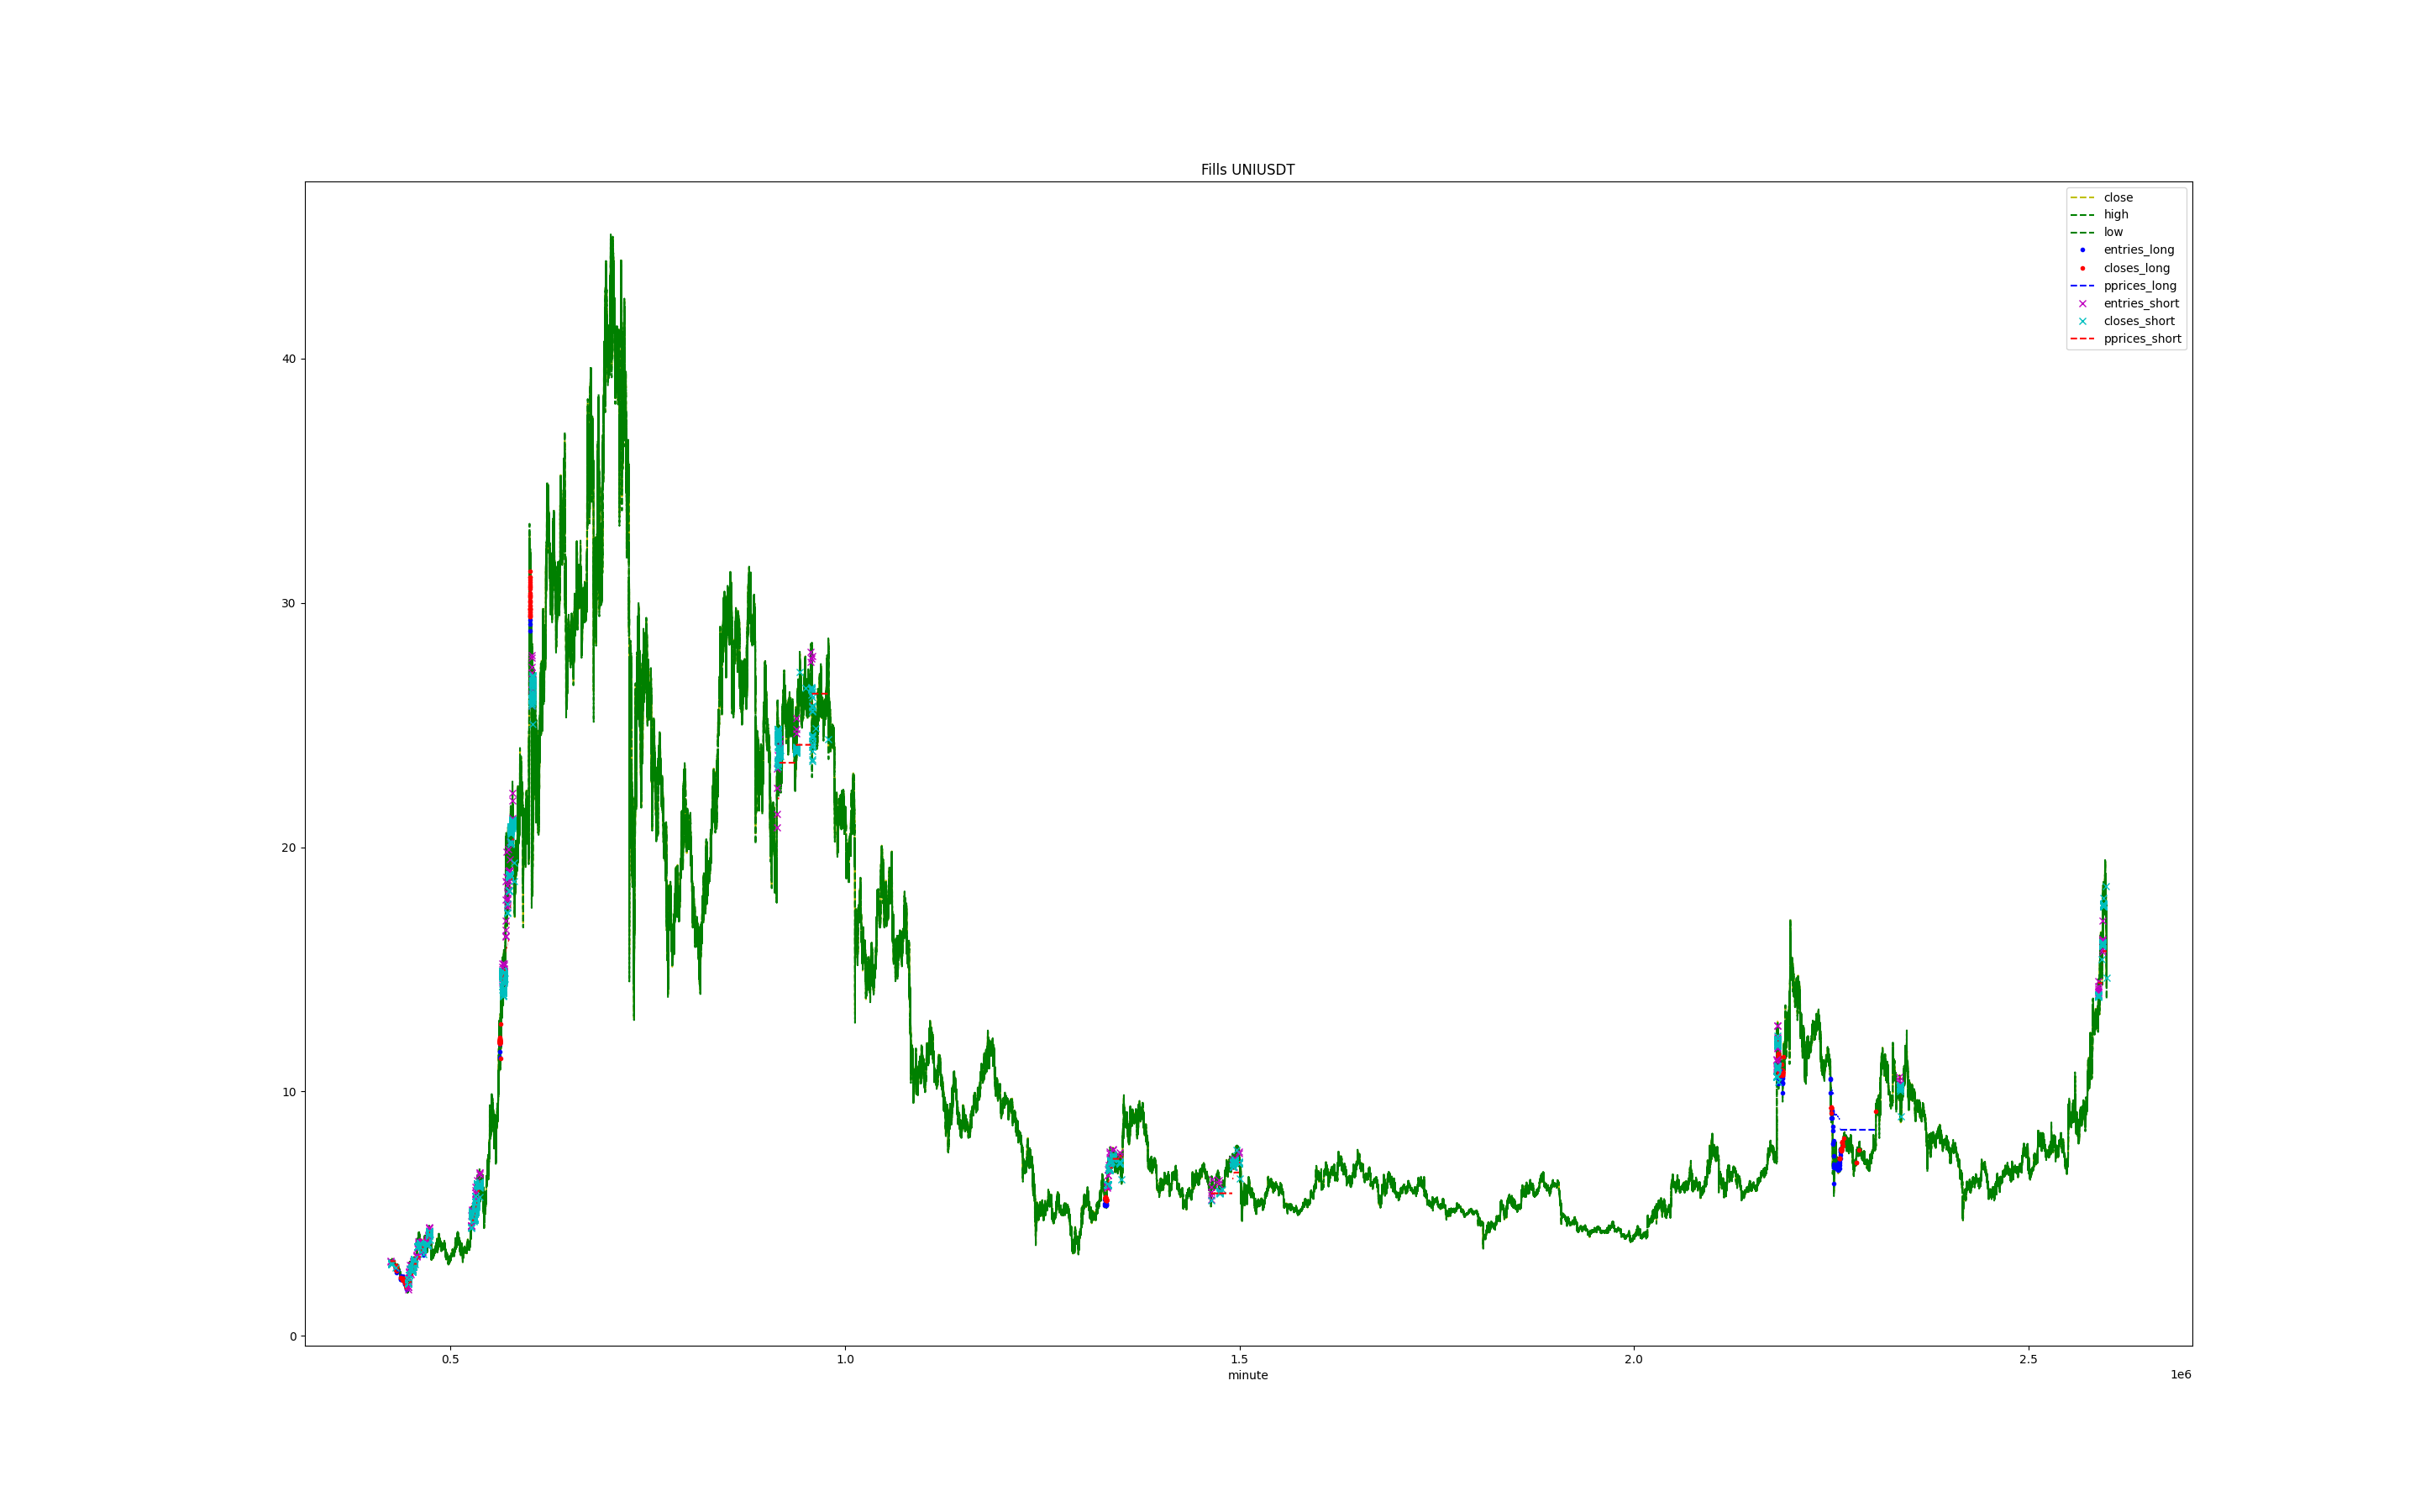 Fills UNIUSDT
close
high
low
entries_long
closes_long
pprices_long
entries_short
closes_short
pprices_short
40
30
20
10
0
0.5 1.0 1.5 2.0 2.5
minute 1e6